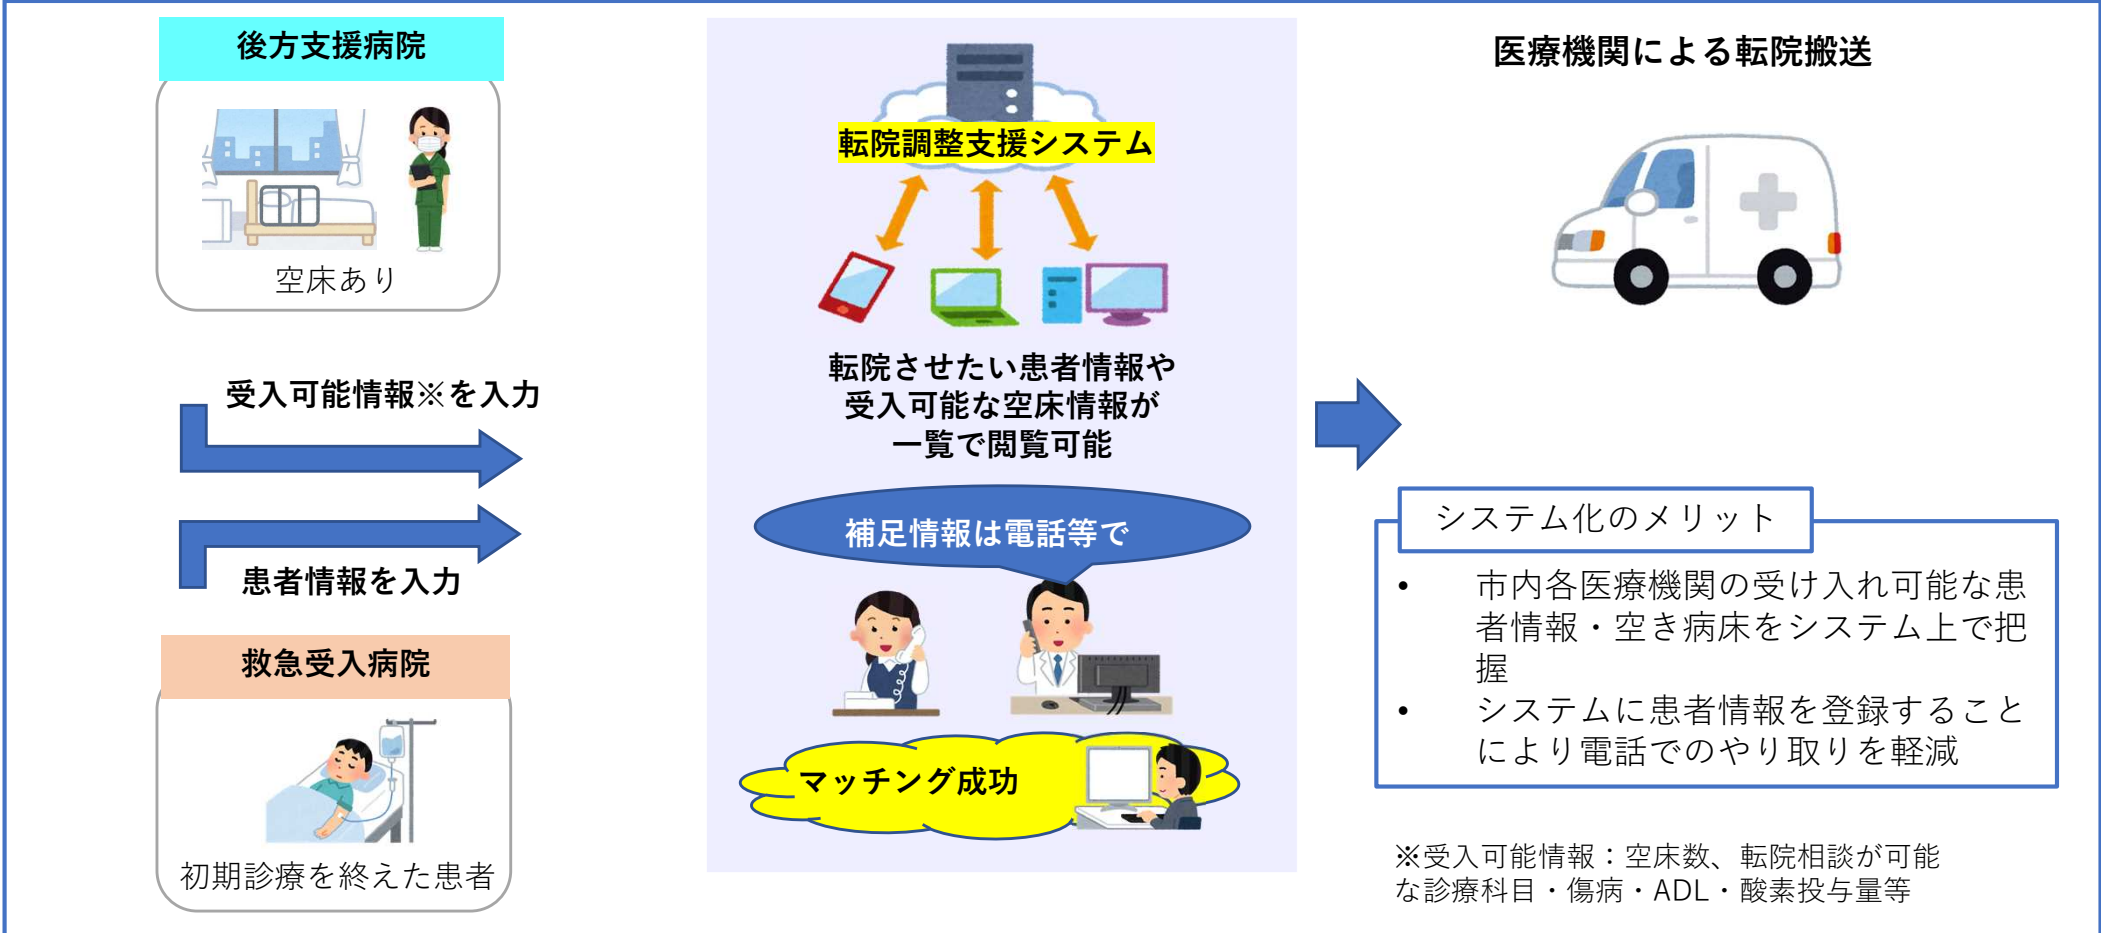 後方支援病院
空床あり
受入可能情報※を入力
患者情報を入力
救急受入病院
初期診療を終えた患者
転院調整支援システム
転院させたい患者情報や
受入可能な空床情報が
一覧で閲覧可能
補足情報は電話等で
マッチング成功
医療機関による転院搬送
システム化のメリット
• 市内各医療機関の受け入れ可能な患
者情報・空き病床をシステム上で把
握
• システムに患者情報を登録すること
により電話でのやり取りを軽減
※受入可能情報：空床数、転院相談が可能
な診療科目・傷病・ADL・酸素投与量等